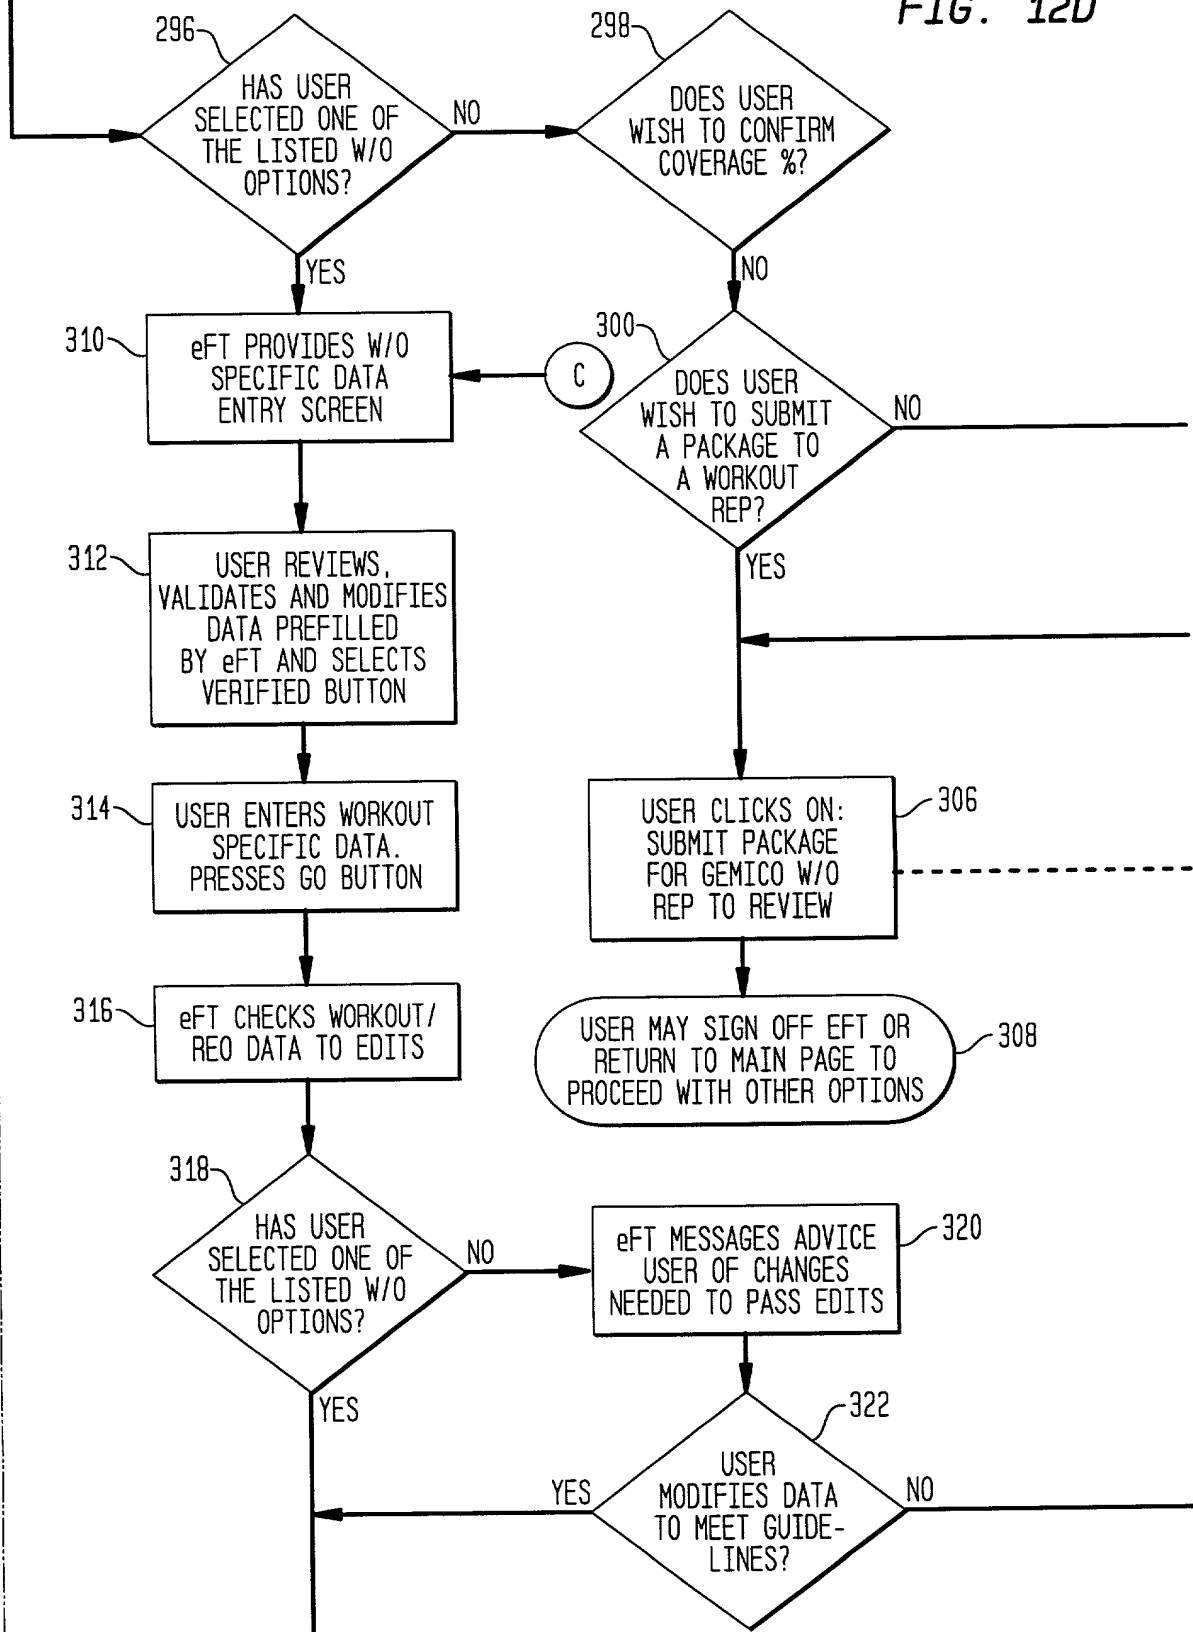 FIG. 12D
296
HAS USER
SELECTED ONE OF
THE LISTED W/O
OPTIONS?
NO
YES
298
DOES USER
WISH TO CONFIRM
COVERAGE %?
NO
310
eFT PROVIDES W/O
SPECIFIC DATA
ENTRY SCREEN
C
300
DOES USER
WISH TO SUBMIT
A PACKAGE TO
A WORKOUT
REP?
NO
YES
312
USER REVIEWS,
VALIDATES AND MODIFIES
DATA PREFILLED
BY eFT AND SELECTS
VERIFIED BUTTON
314
USER ENTERS WORKOUT
SPECIFIC DATA.
PRESSES GO BUTTON
306
USER CLICKS ON:
SUBMIT PACKAGE
FOR GEMICO W/O
REP TO REVIEW
316
eFT CHECKS WORKOUT/
REO DATA TO EDITS
308
USER MAY SIGN OFF EFT OR
RETURN TO MAIN PAGE TO
PROCEED WITH OTHER OPTIONS
318
HAS USER
SELECTED ONE OF
THE LISTED W/O
OPTIONS?
NO
YES
320
eFT MESSAGES ADVICE
USER OF CHANGES
NEEDED TO PASS EDITS
322
USER
MODIFIES DATA
TO MEET GUIDE-
LINES?
YES
NO